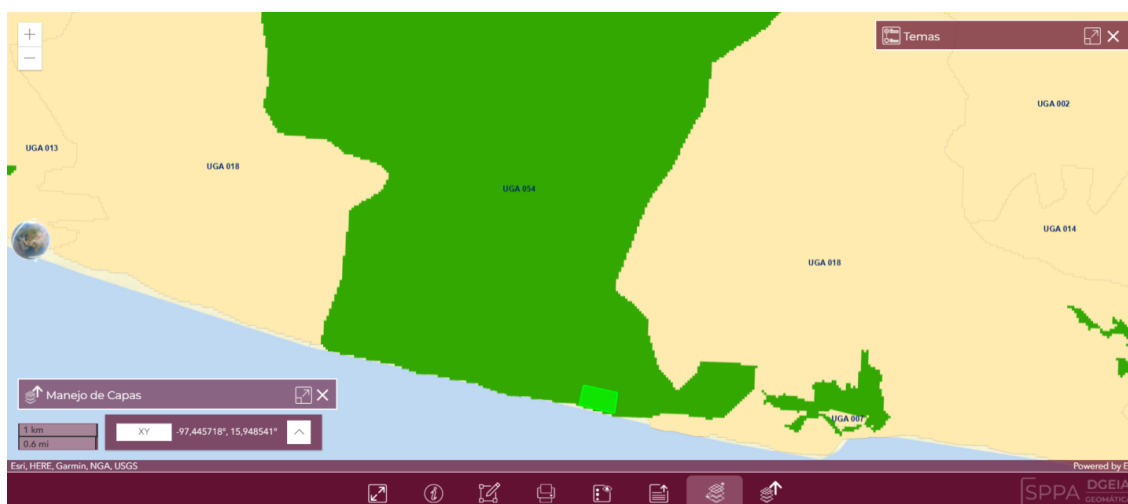 +
Temas
−
UGA 002
UGA 013
UGA 018
UGA 054
UGA 014
UGA 018
Manejo de Capas
UGA 007
1 km
0.6 mi
XY
-97,445718°, 15,948541°
Esri, HERE, Garmin, NGA, USGS
Powered by E
SPPA
DGEIA
GEOMÁTICA